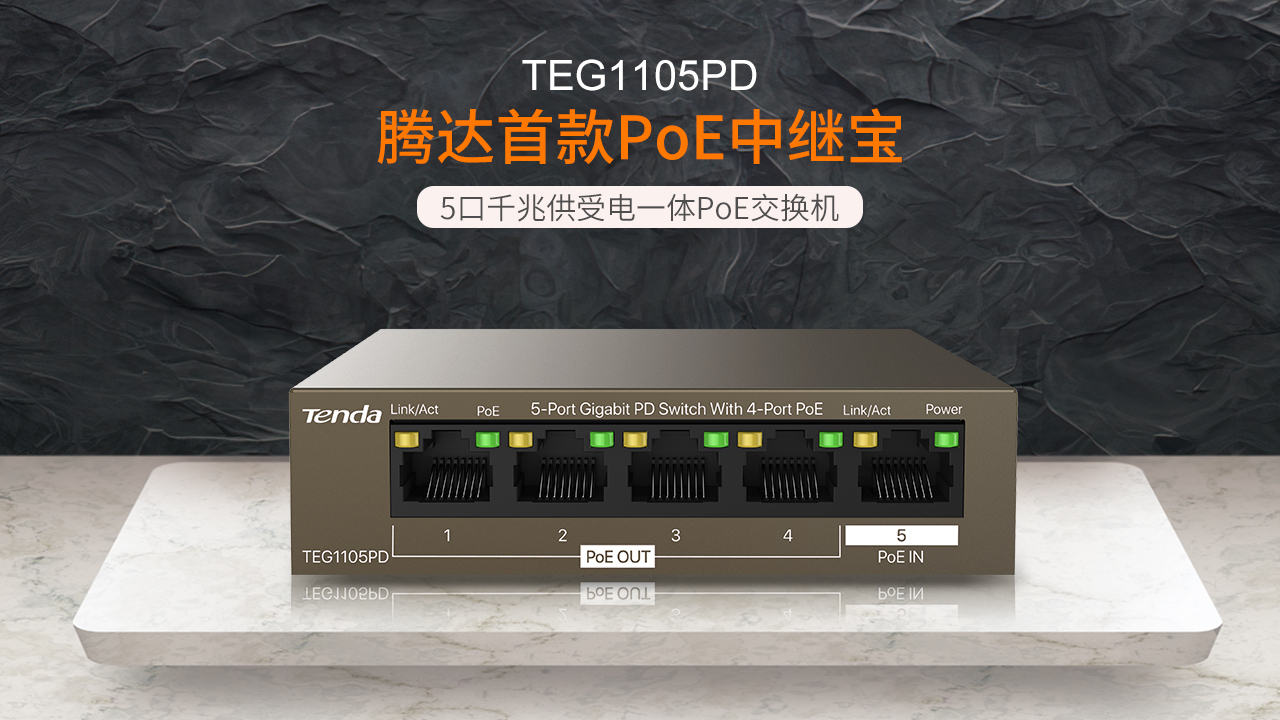 TEG1105PD
腾达首款PoE中继宝
5口千兆供受电一体PoE交换机
Tenda Link/Act PoE 5-Port Gigabit PD Switch With 4-Port PoE Link/Act Power
1 2 3 4 5
TEG1105PD PoE OUT PoE IN